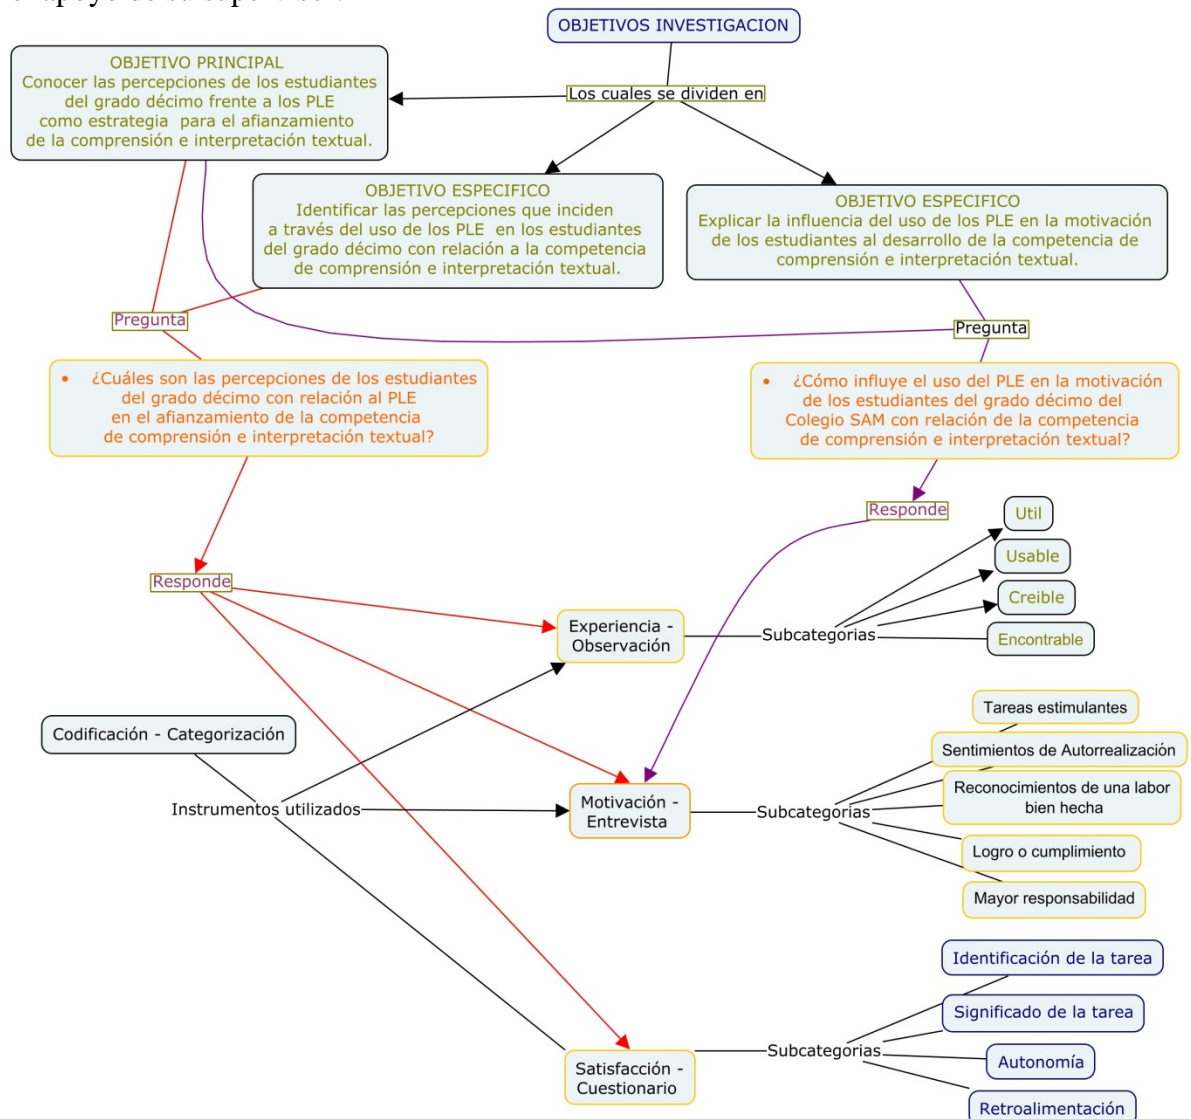 OBJETIVOS INVESTIGACION
Los cuales se dividen en
OBJETIVO PRINCIPAL
Conocer las percepciones de los estudiantes
del grado décimo frente a los PLE
como estrategia para el afianzamiento
de la comprensión e interpretación textual.
OBJETIVO ESPECIFICO
Identificar las percepciones que inciden
a través del uso de los PLE en los estudiantes
del grado décimo con relación a la competencia
de comprensión e interpretación textual.
OBJETIVO ESPECIFICO
Explicar la influencia del uso de los PLE en la motivación
de los estudiantes al desarrollo de la competencia de
comprensión e interpretación textual.
Pregunta
Pregunta
• ¿Cuáles son las percepciones de los estudiantes
del grado décimo con relación al PLE
en el afianzamiento de la competencia
de comprensión e interpretación textual?
• ¿Cómo influye el uso del PLE en la motivación
de los estudiantes del grado décimo del
Colegio SAM con relación de la competencia
de comprensión e interpretación textual?
Responde
Responde
Experiencia -
Observación
Subcategorias
Util
Usable
Creible
Encontrable
Codificación - Categorización
Instrumentos utilizados
Motivación -
Entrevista
Subcategorias
Tareas estimulantes
Sentimientos de Autorrealización
Reconocimientos de una labor
bien hecha
Logro o cumplimiento
Mayor responsabilidad
Satisfacción -
Cuestionario
Subcategorias
Identificación de la tarea
Significado de la tarea
Autonomía
Retroalimentación